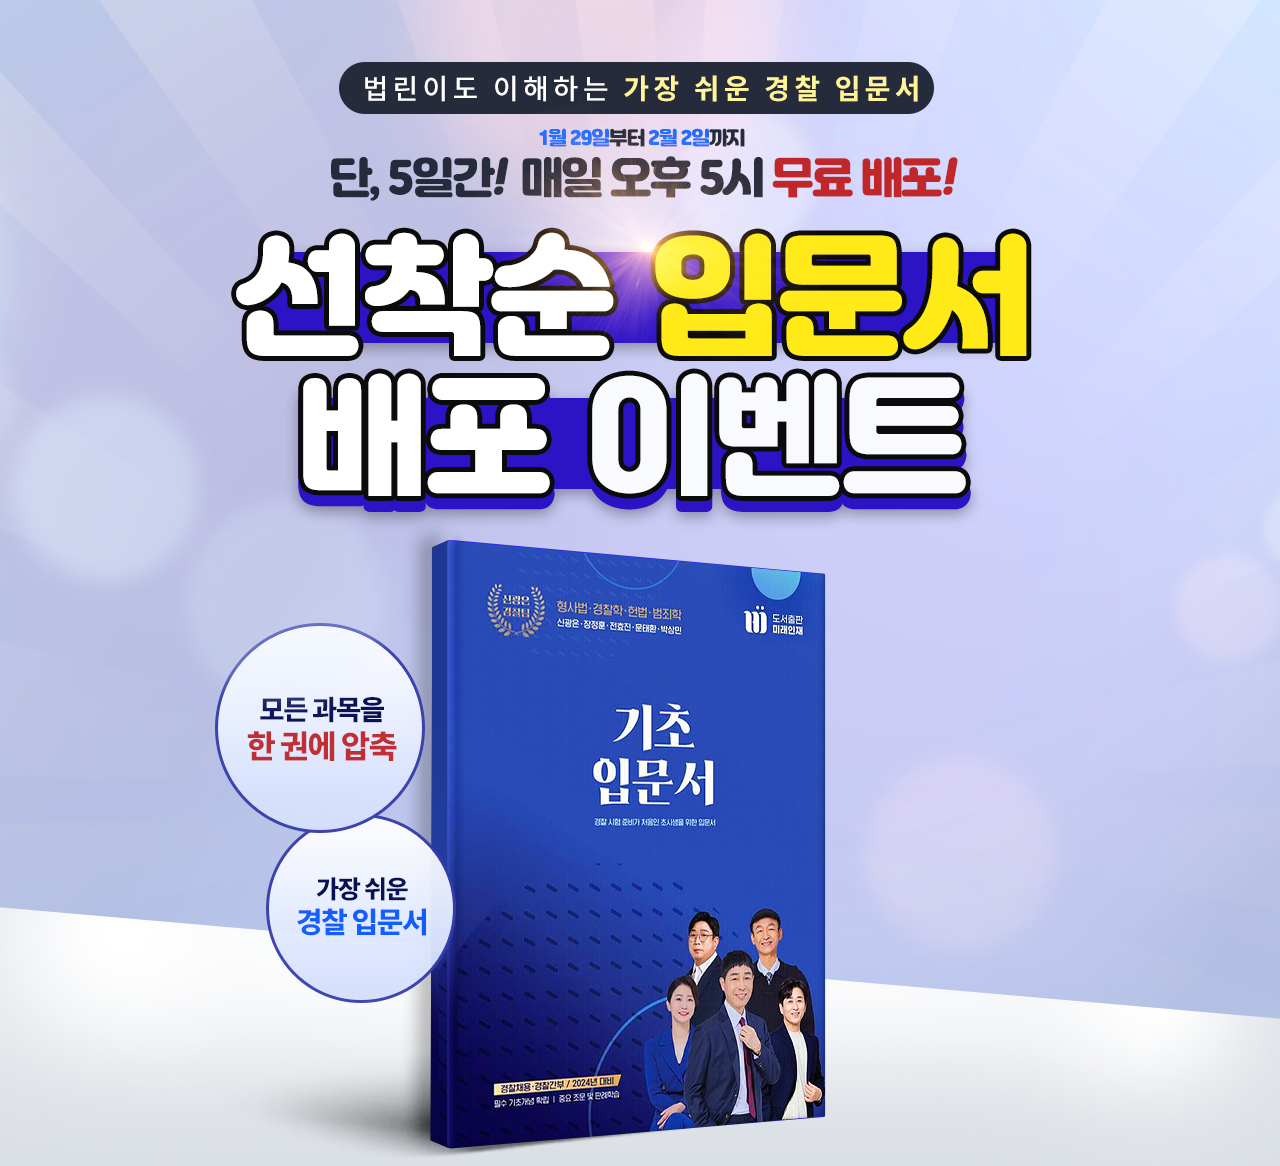 법린이도 이해하는 가장 쉬운 경찰 입문서
1월 29일부터 2월 2일까지
단, 5일간! 매일 오후 5시 무료 배포!
선착순 입문서
배포 이벤트
신광은
경찰팀
형사법·경찰학·헌법·범죄학
신광은·장정훈·전효진·문태환·박상민
도서출판
미래인재
기초
입문서
경찰 시험 준비가 처음인 초시생을 위한 입문서
모든 과목을
한 권에 압축
가장 쉬운
경찰 입문서
경찰채용·경찰간부 / 2024년 대비
필수 기초개념 확립 | 중요 조문 및 판례학습